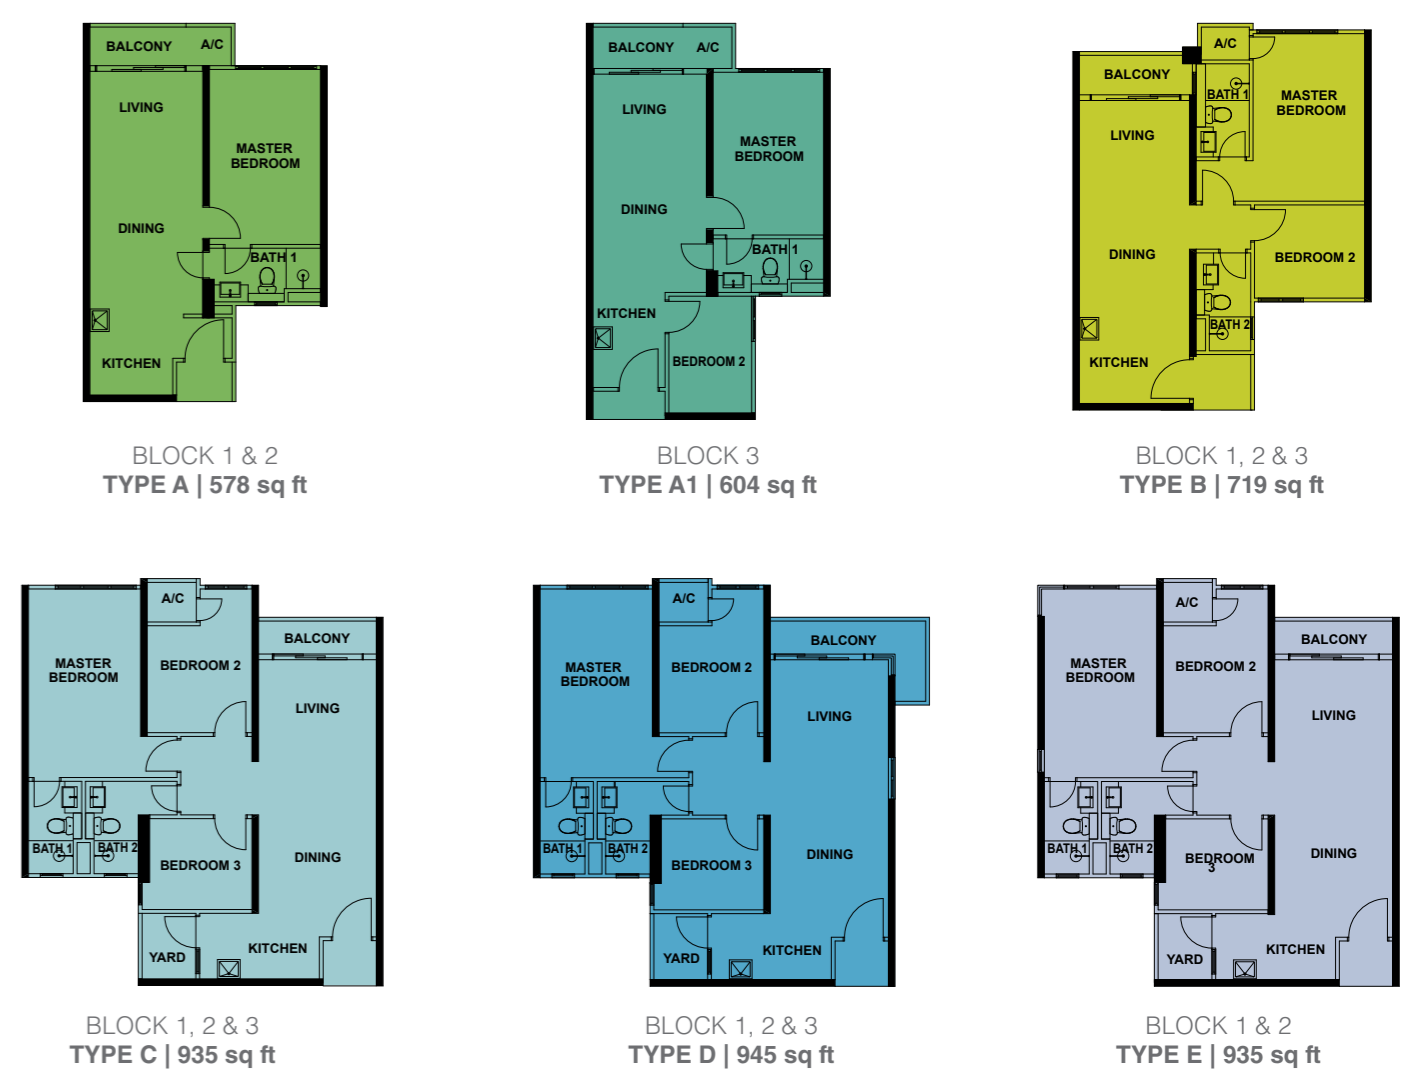 BALCONY A/C
LIVING
MASTER
BEDROOM
DINING
BATH 1
KITCHEN
BLOCK 1 & 2
TYPE A | 578 sq ft
BALCONY A/C
LIVING
MASTER
BEDROOM
DINING
BATH 1
KITCHEN
BEDROOM 2
BLOCK 3
TYPE A1 | 604 sq ft
A/C
BALCONY
BATH 1
MASTER
BEDROOM
LIVING
DINING
BEDROOM 2
BATH 2
KITCHEN
BLOCK 1, 2 & 3
TYPE B | 719 sq ft
A/C
BALCONY
MASTER
BEDROOM
BEDROOM 2
LIVING
BATH 1
BATH 2
BEDROOM 3
DINING
YARD
KITCHEN
BLOCK 1, 2 & 3
TYPE C | 935 sq ft
A/C
BALCONY
MASTER
BEDROOM
BEDROOM 2
LIVING
BATH 1
BATH 2
BEDROOM 3
DINING
YARD
KITCHEN
BLOCK 1, 2 & 3
TYPE D | 945 sq ft
A/C
BALCONY
MASTER
BEDROOM
BEDROOM 2
LIVING
BATH 1
BATH 2
BEDROOM
3
DINING
YARD
KITCHEN
BLOCK 1 & 2
TYPE E | 935 sq ft